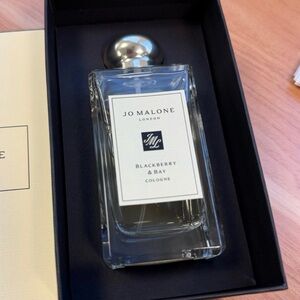 JO MALONE
LONDON
JM
BLACKBERRY
& BAY
COLOGNE